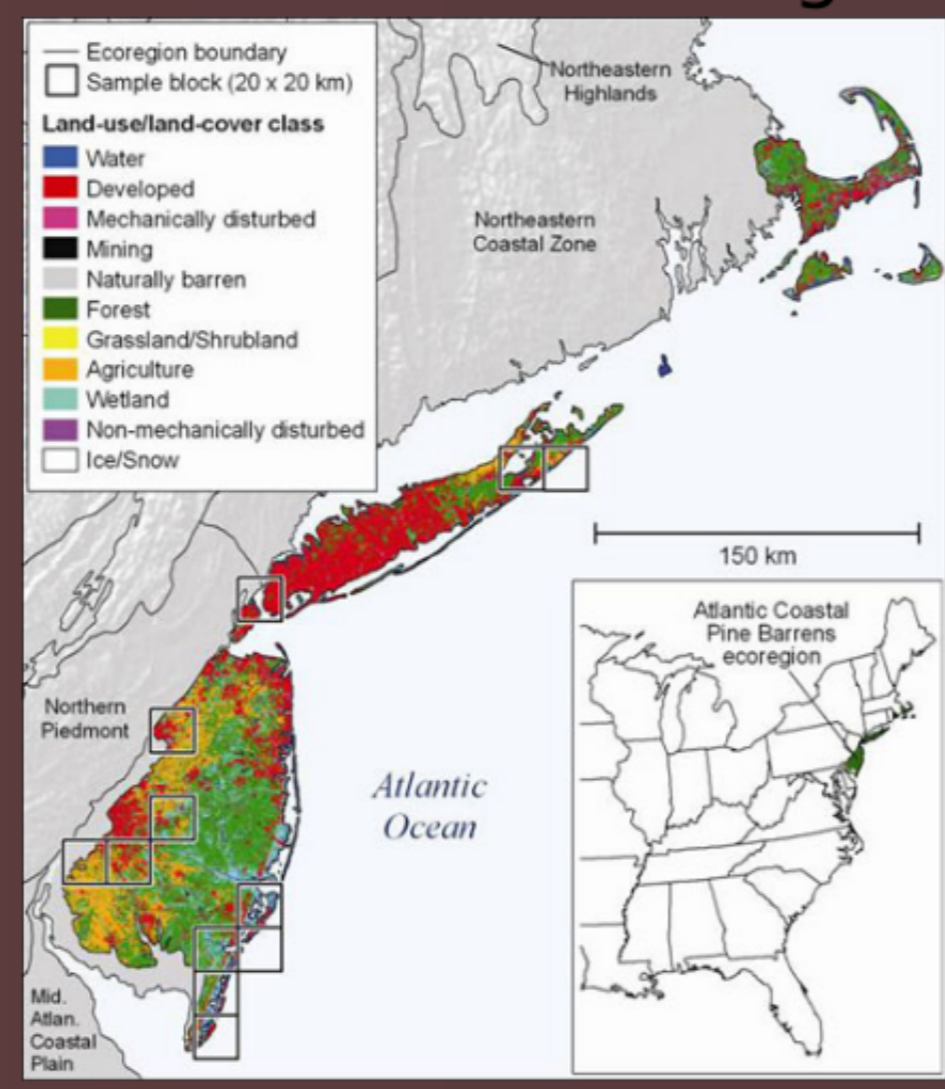 Ecoregion boundary
Sample block (20 x 20 km)
Land-use/land-cover class
Water
Developed
Mechanically disturbed
Mining
Naturally barren
Forest
Grassland/Shrubland
Agriculture
Wetland
Non-mechanically disturbed
Ice/Snow
Northeastern
Highlands
Northeastern
Coastal Zone
150 km
Atlantic Coastal
Pine Barrens
ecoregion
Northern
Piedmont
Atlantic
Ocean
Mid.
Atlan.
Coastal
Plain